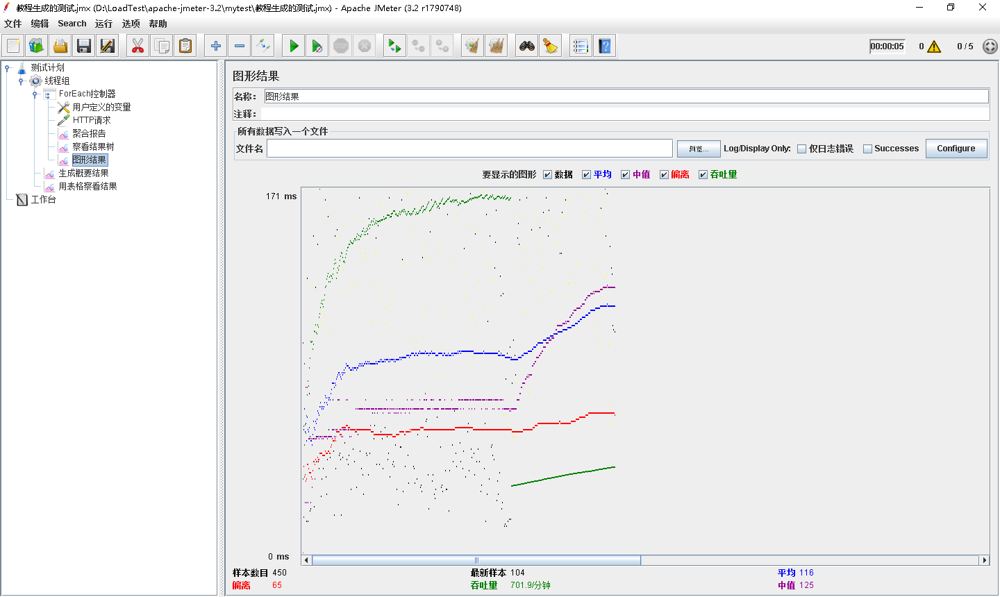 教程生成的测试.jmx (D:\LoadTest\apache-jmeter-3.2\mytest\教程生成的测试.jmx) - Apache JMeter (3.2 r1790748)
文件 编辑 Search 运行 选项 帮助
STOP 00:00:05 0 0 / 5
测试计划
线程组
ForEach控制器
用户定义的变量
HTTP请求
聚合报告
察看结果树
图形结果
生成概要结果
用表格察看结果
工作台
图形结果
名称： 图形结果
注释：
所有数据写入一个文件
文件名 浏览... Log/Display Only: 仅日志错误 Successes Configure
要显示的图形 数据 平均 中值 偏离 吞吐量
171 ms
0 ms
样本数目 450 最新样本 104 平均 116
偏离 65 吞吐量 701.9/分钟 中值 125